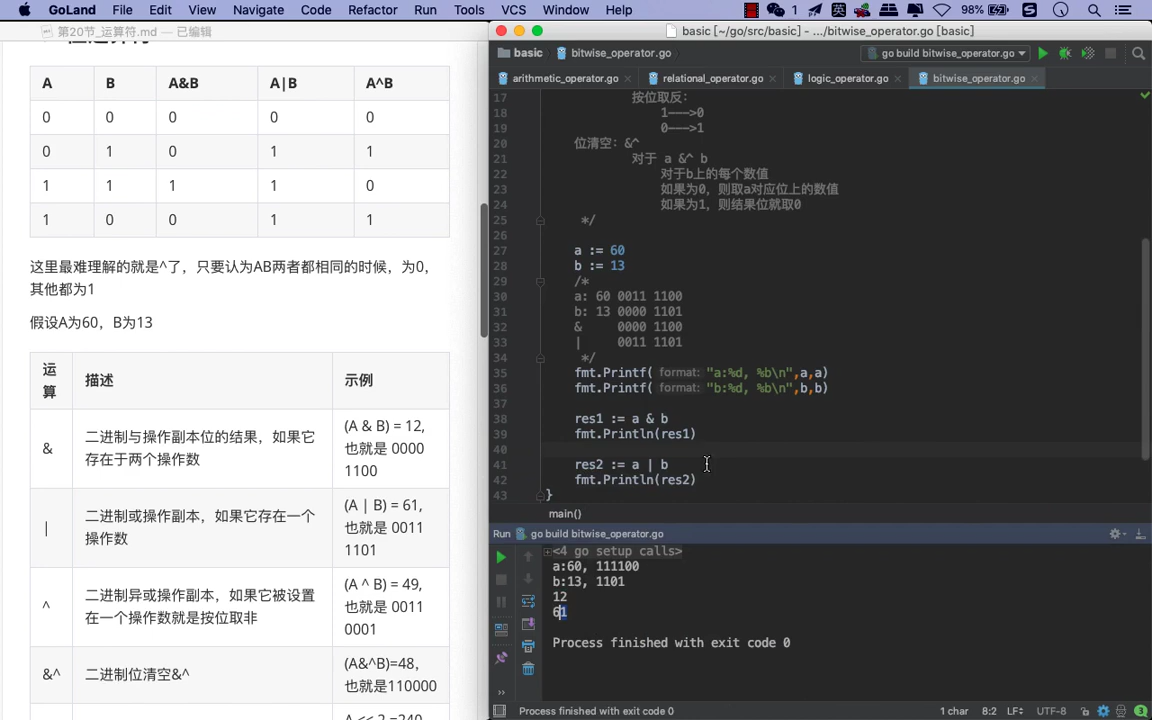 GoLand File Edit View Navigate Code Refactor Run Tools VCS Window Help 1 英 98%
第20节_运算符.md — 已编辑
A B A&B A|B A^B
0 0 0 0 0
0 1 0 1 1
1 1 1 1 0
1 0 0 1 1
这里最难理解的就是^了，只要认为AB两者都相同的时候，为0，
其他都为1
假设A为60，B为13
运算 描述 示例
& 二进制与操作副本位的结果，如果它
存在于两个操作数
(A & B) = 12,
也就是 0000
1100
| 二进制或操作副本，如果它存在一个
操作数
(A | B) = 61,
也就是 0011
1101
^ 二进制异或操作副本，如果它被设置
在一个操作数就是按位取非
(A ^ B) = 49,
也就是 0011
0001
&^ 二进制位清空&^
(A&^B)=48，
也就是110000
A << 2 =240
basic [~/go/src/basic] - .../bitwise_operator.go [basic]
basic bitwise_operator.go go build bitwise_operator.go
arithmetic_operator.go relational_operator.go logic_operator.go bitwise_operator.go
17 按位取反：
18 1--->0
19 0--->1
20 位清空：&^
21 对于 a &^ b
22 对于b上的每个数值
23 如果为0，则取a对应位上的数值
24 如果为1，则结果位就取0
25 */
26
27 a := 60
28 b := 13
29 /*
30 a: 60 0011 1100
31 b: 13 0000 1101
32 & 0000 1100
33 | 0011 1101
34 */
35 fmt.Printf( format: "a:%d, %b\n",a,a)
36 fmt.Printf( format: "b:%d, %b\n",b,b)
37
38 res1 := a & b
39 fmt.Println(res1)
40
41 res2 := a | b
42 fmt.Println(res2)
43 }
main()
Run go build bitwise_operator.go
<4 go setup calls>
a:60, 111100
b:13, 1101
12
61
Process finished with exit code 0
Process finished with exit code 0 1 char 8:2 LF UTF-8 3